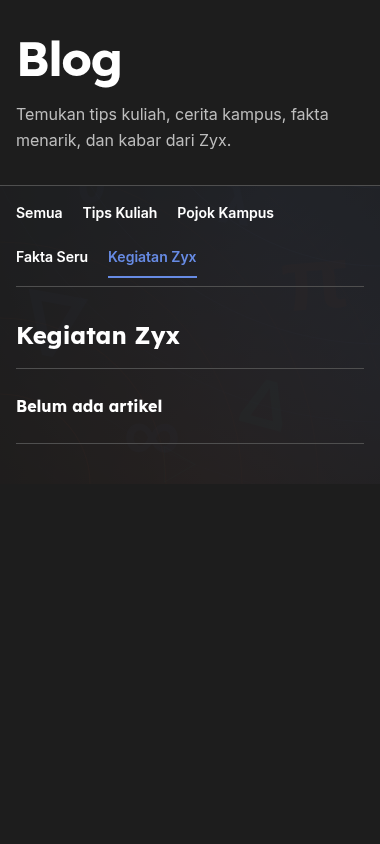 Blog
Temukan tips kuliah, cerita kampus, fakta
menarik, dan kabar dari Zyx.
Semua Tips Kuliah Pojok Kampus
Fakta Seru Kegiatan Zyx
Kegiatan Zyx
Belum ada artikel